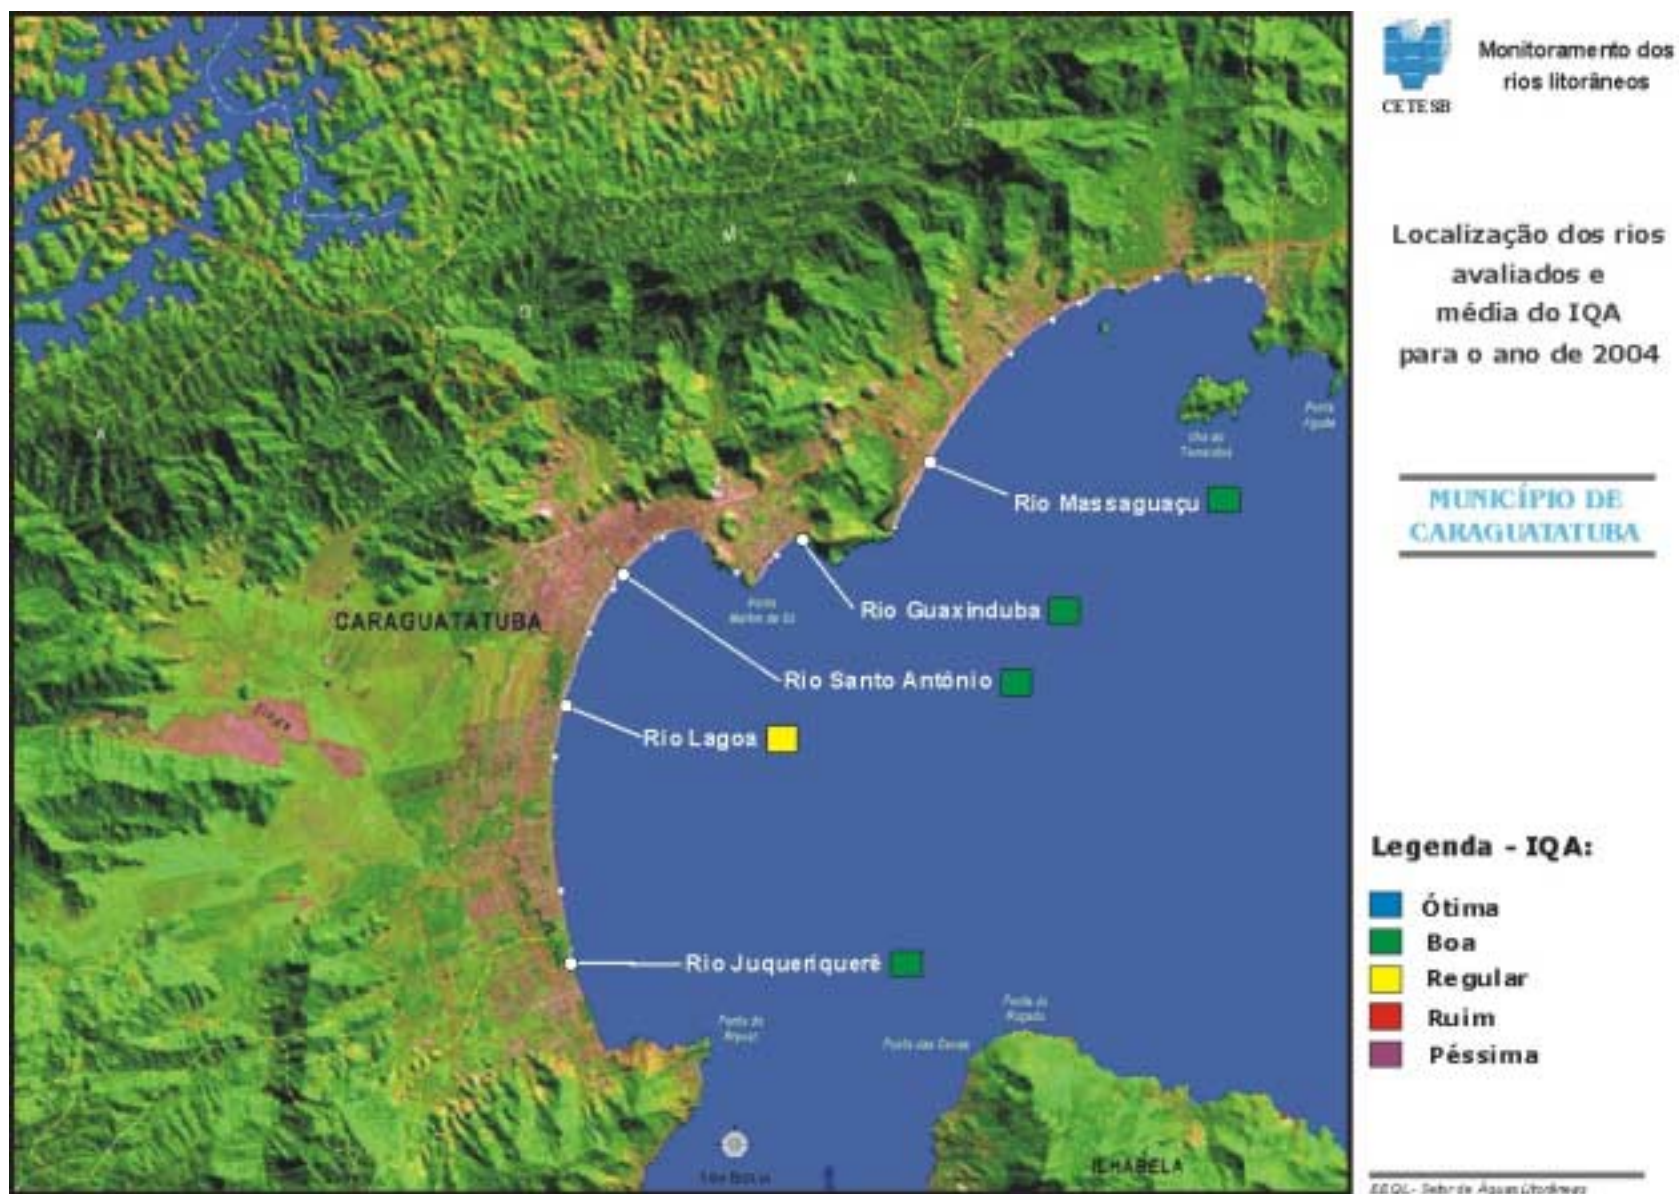 CETESB
Monitoramento dos
rios litorâneos
Localização dos rios
avaliados e
média do IQA
para o ano de 2004
MUNICÍPIO DE
CARAGUATATUBA
Rio Massaguaçu
Rio Guaxinduba
CARAGUATATUBA
Rio Santo Antônio
Rio Lagoa
Rio Juqueriquerê
ILHABELA
Legenda - IQA:
Ótima
Boa
Regular
Ruim
Péssima